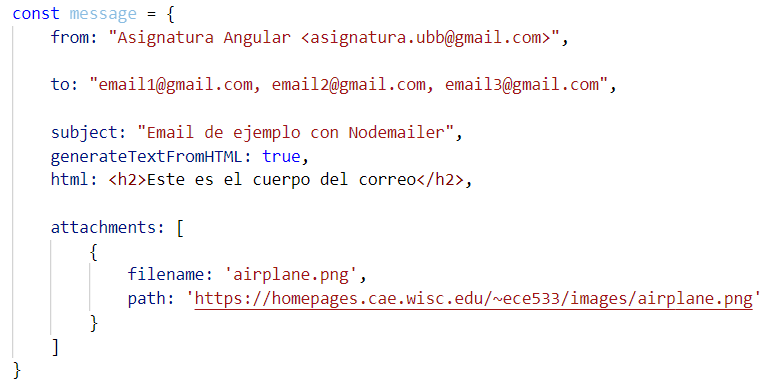 const message = {
from: "Asignatura Angular <asignatura.ubb@gmail.com>",
to: "email1@gmail.com, email2@gmail.com, email3@gmail.com",
subject: "Email de ejemplo con Nodemailer",
generateTextFromHTML: true,
html: <h2>Este es el cuerpo del correo</h2>,
attachments: [
{
filename: 'airplane.png',
path: 'https://homepages.cae.wisc.edu/~ece533/images/airplane.png'
}
]
}